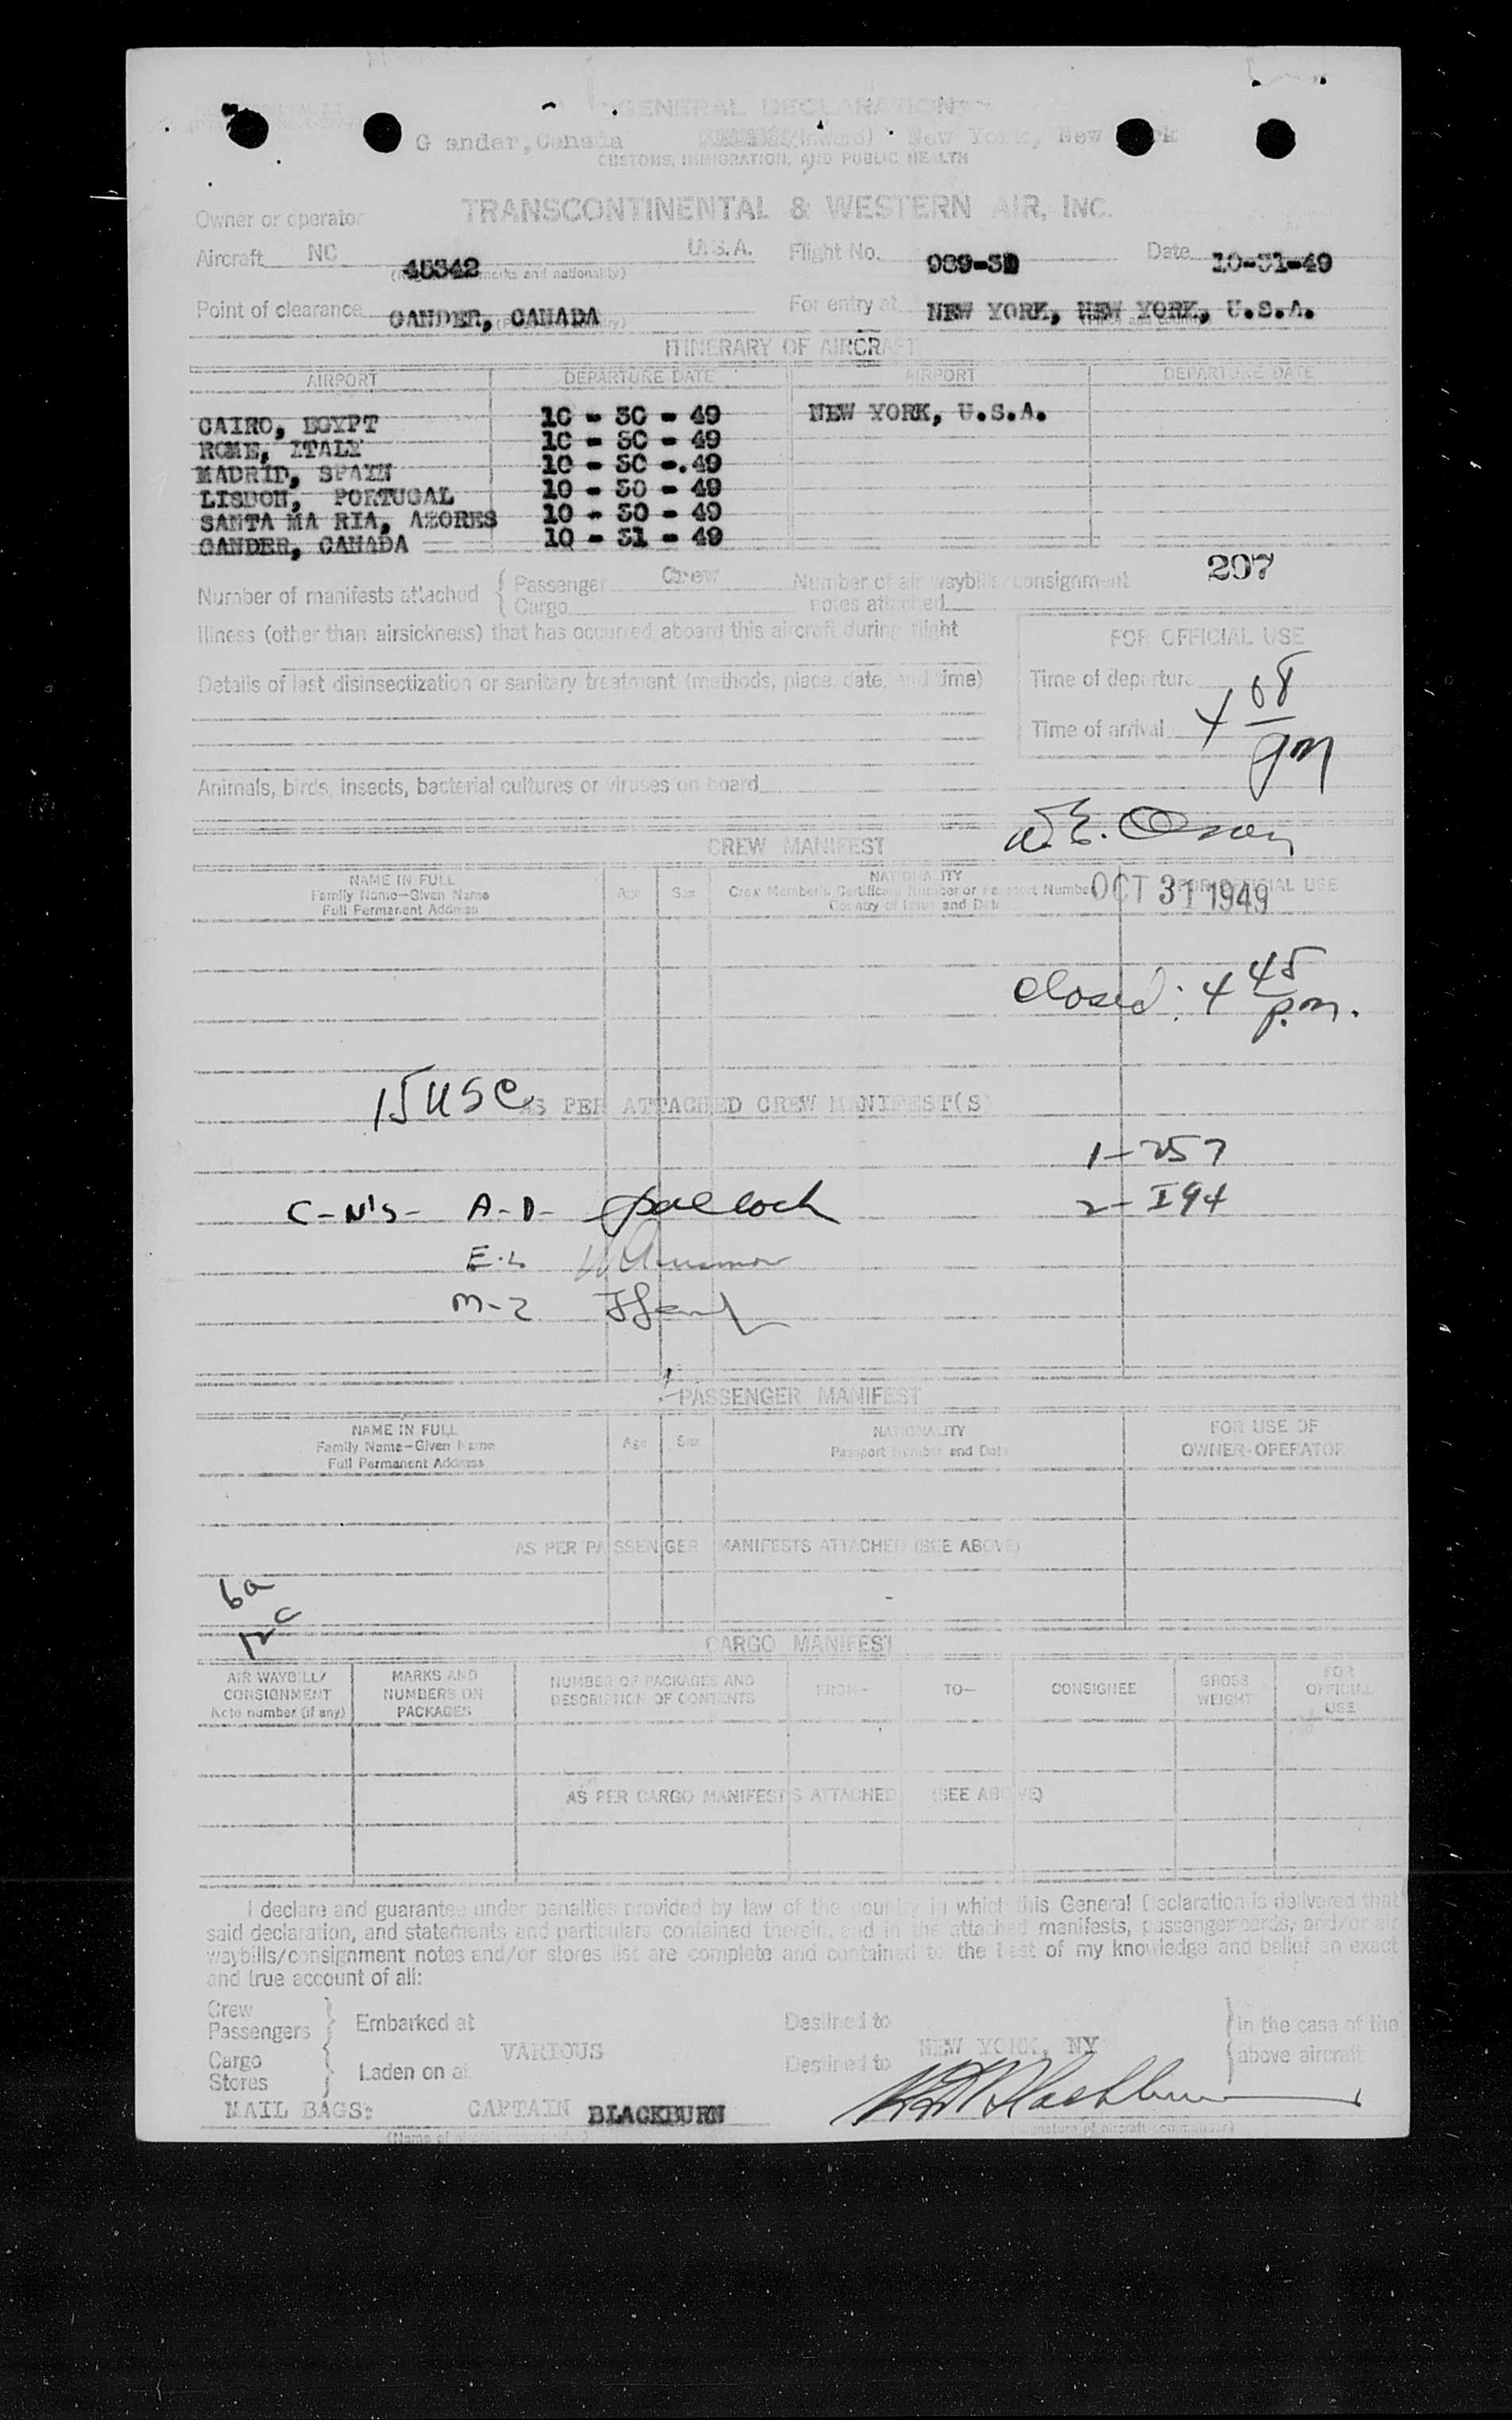 GENERAL DECLARATION
G ander, Canada (Inward) New York, New York
CUSTOMS, IMMIGRATION, AND PUBLIC HEALTH
Owner or operator TRANSCONTINENTAL & WESTERN AIR, INC.
Aircraft NC 45342 U.S.A. Flight No. 989-31 Date 10-31-49
(Registration marks and nationality)
Point of clearance GANDER, CANADA For entry at NEW YORK, NEW YORK, U.S.A.
ITINERARY OF AIRCRAFT
AIRPORT DEPARTURE DATE AIRPORT DEPARTURE DATE
CAIRO, EGYPT 10 - 30 - 49 NEW YORK, U.S.A.
ROME, ITALY 10 - 30 - 49
MADRID, SPAIN 10 - 30 -.49
LISBON, PORTUGAL 10 - 30 - 49
SANTA MA RIA, AZORES 10 - 30 - 49
GANDER, CANADA 10 - 31 - 49
207
Number of manifests attached { Passenger Crew Number of air waybills/consignment
Cargo notes attached
Illness (other than airsickness) that has occurred aboard this aircraft during flight
FOR OFFICIAL USE
Details of last disinsectization or sanitary treatment (methods, place, date, and time)
Time of departure
Time of arrival 4 08 pm
Animals, birds, insects, bacterial cultures or viruses on board
CREW MANIFEST
NAME IN FULL Age Sex NATIONALITY FOR OFFICIAL USE
Family Name—Given Name Crew Member's Certificate Number or Passport Number
Full Permanent Address Country of Issue and Date
OCT 31 1949
Closed: 4 45 p.m.
15 USC AS PER ATTACHED CREW MANIFEST(S)
1 - 257
C-N's- A-D- Pollock 2 - I94
E.L
M-Z
PASSENGER MANIFEST
NAME IN FULL Age Sex NATIONALITY FOR USE OF
Family Name—Given Name Passport Number and Date OWNER-OPERATOR
Full Permanent Address
AS PER PASSENGER MANIFESTS ATTACHED (SEE ABOVE)
6a
12c
CARGO MANIFEST
AIR WAYBILL/ MARKS AND NUMBER OF PACKAGES AND FROM— TO— CONSIGNEE GROSS FOR
CONSIGNMENT NUMBERS ON DESCRIPTION OF CONTENTS WEIGHT OFFICIAL
Note number (if any) PACKAGES USE
AS PER CARGO MANIFESTS ATTACHED (SEE ABOVE)
I declare and guarantee under penalties provided by law of the country in which this General Declaration is delivered that
said declaration, and statements and particulars contained therein, and in the attached manifests, passenger cards, and/or air
waybills/consignment notes and/or stores list are complete and contained to the best of my knowledge and belief an exact
and true account of all:
Crew
Passengers } Embarked at Destined to } in the case of the
Cargo VARIOUS NEW YORK, NY above aircraft
Stores } Laden on at Destined to
MAIL BAGS: CAPTAIN BLACKBURN
(Signature of aircraft commander)